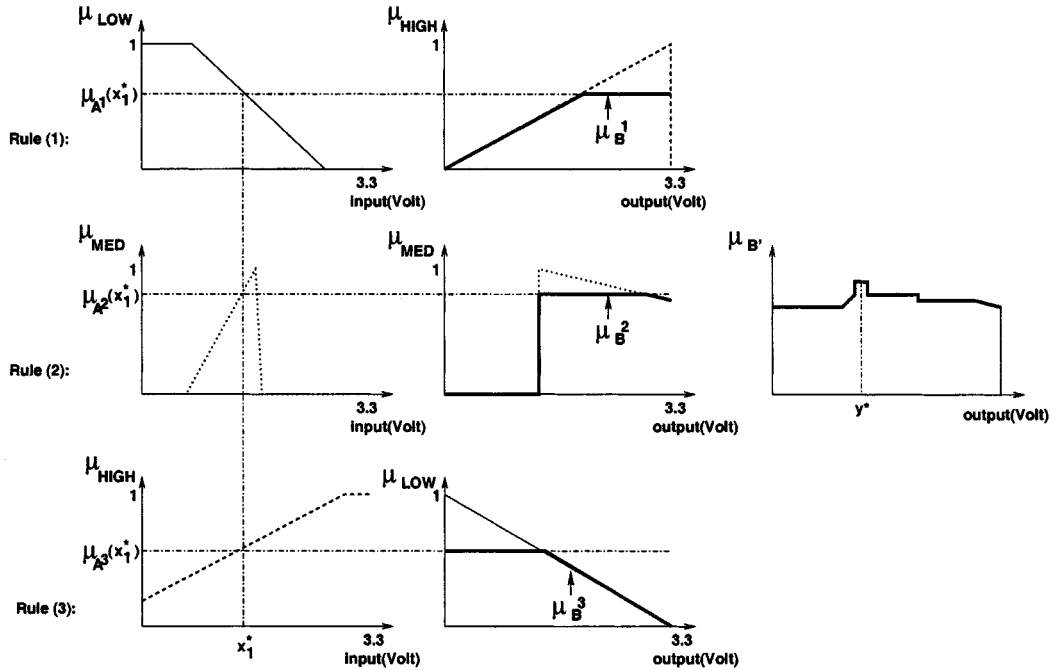 μ LOW
1
μA1(x1*)
Rule (1):
3.3
input(Volt)
μ HIGH
1
μB1
3.3
output(Volt)
μ MED
1
μA2(x1*)
Rule (2):
3.3
input(Volt)
μ MED
1
μB2
3.3
output(Volt)
μ B'
y*
output(Volt)
μ HIGH
1
μA3(x1*)
Rule (3):
x1*
3.3
input(Volt)
μ LOW
1
μB3
3.3
output(Volt)